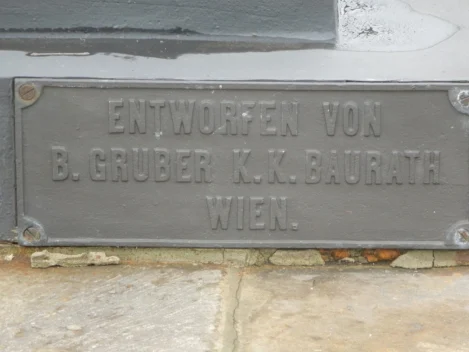 ENTWORFEN VON
B. GRUBER K.K. BAURATH
WIEN.